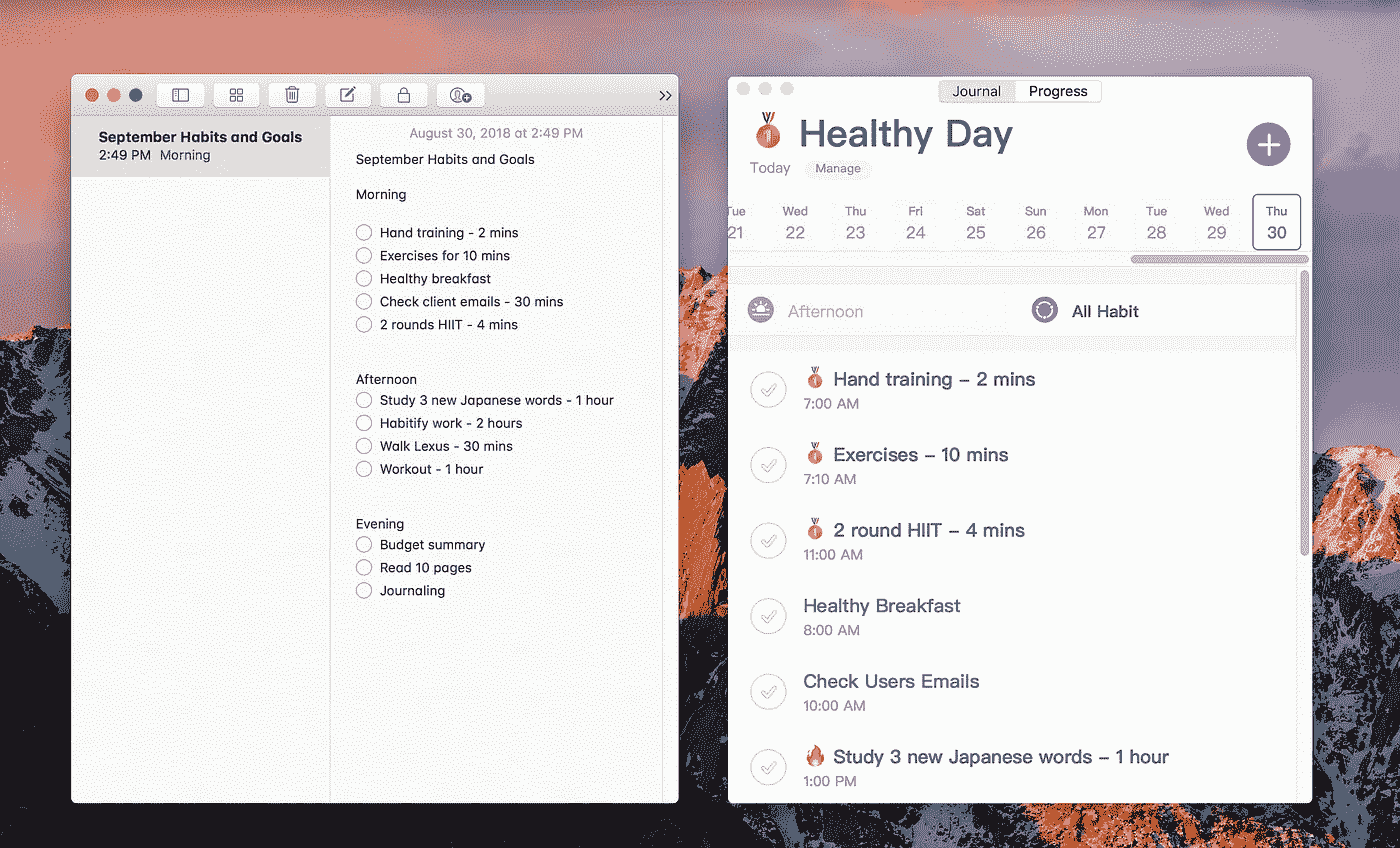 September Habits and Goals
2:49 PM Morning
August 30, 2018 at 2:49 PM
September Habits and Goals
Morning
Hand training - 2 mins
Exercises for 10 mins
Healthy breakfast
Check client emails - 30 mins
2 rounds HIIT - 4 mins
Afternoon
Study 3 new Japanese words - 1 hour
Habitify work - 2 hours
Walk Lexus - 30 mins
Workout - 1 hour
Evening
Budget summary
Read 10 pages
Journaling
Journal Progress
Healthy Day
Today Manage
Tue Wed Thu Fri Sat Sun Mon Tue Wed Thu
21 22 23 24 25 26 27 28 29 30
Afternoon All Habit
Hand training – 2 mins
7:00 AM
Exercises – 10 mins
7:10 AM
2 round HIIT – 4 mins
11:00 AM
Healthy Breakfast
8:00 AM
Check Users Emails
10:00 AM
Study 3 new Japanese words – 1 hour
1:00 PM